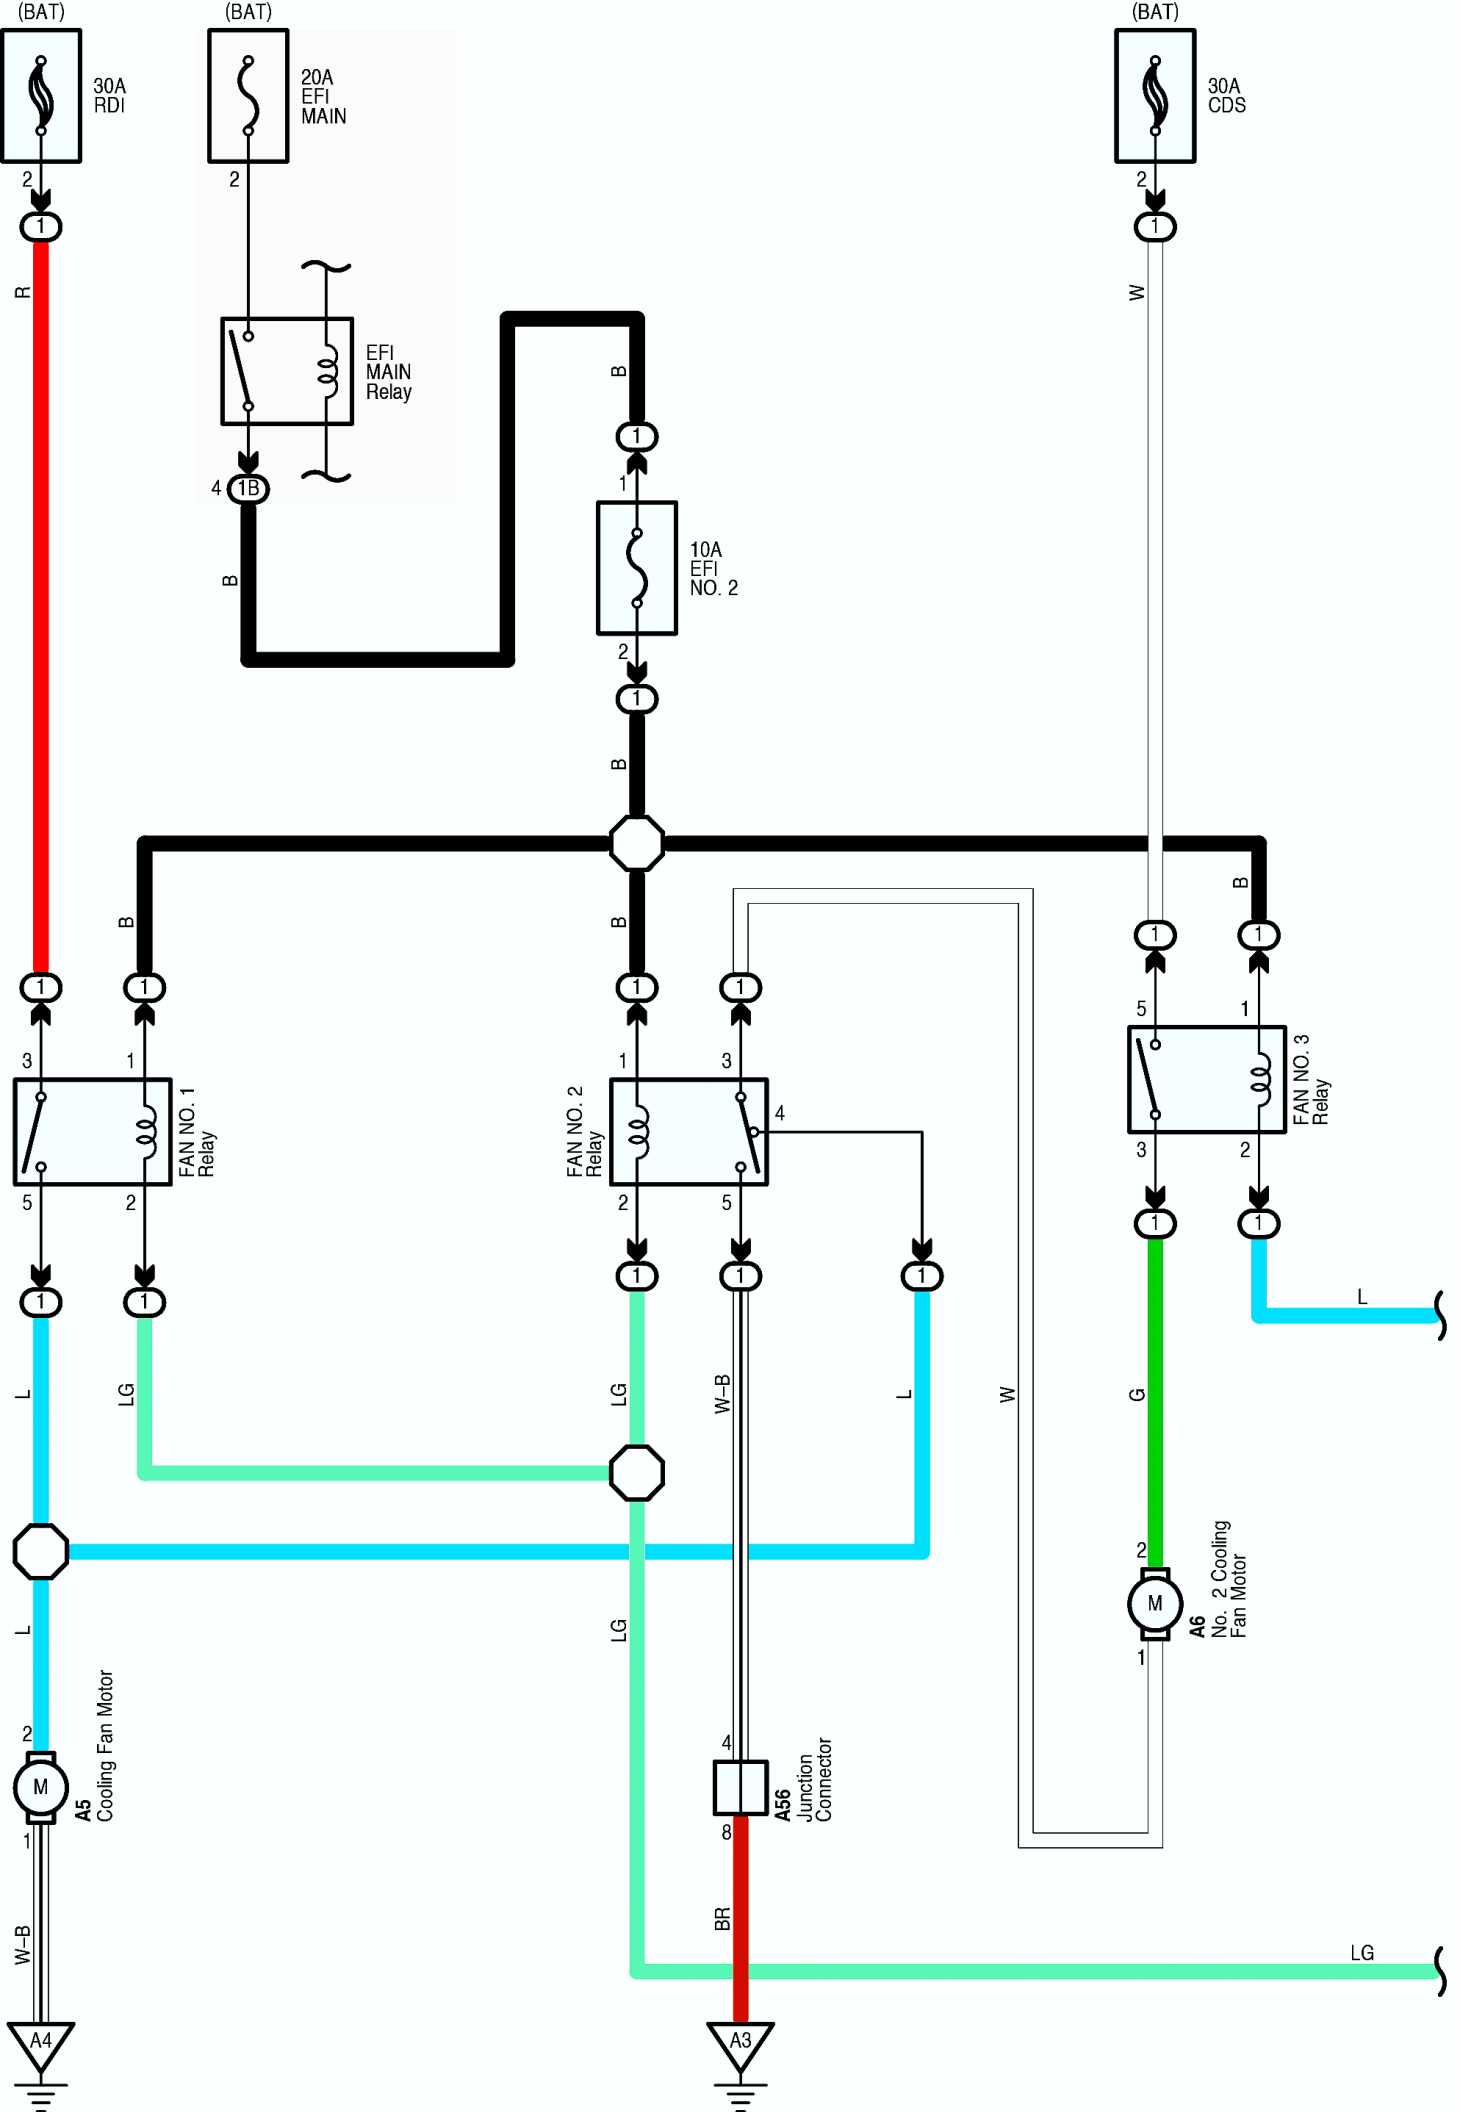 (BAT)
(BAT)
(BAT)
30A
RDI
20A
EFI
MAIN
30A
CDS
2
2
2
1
1
R
W
EFI
MAIN
Relay
B
1
4
1B
1
10A
EFI
NO. 2
B
2
1
B
B
B
B
1
1
1
1
1
1
5
1
3
1
1
3
FAN NO. 1
Relay
FAN NO. 2
Relay
4
FAN NO. 3
Relay
3
2
5
2
2
5
1
1
1
1
1
1
1
L
L
LG
LG
W–B
L
W
G
2
M
A6
No. 2 Cooling
Fan Motor
1
L
LG
2
M
A5
Cooling Fan Motor
1
4
A56
Junction
Connector
8
W–B
BR
LG
A4
A3